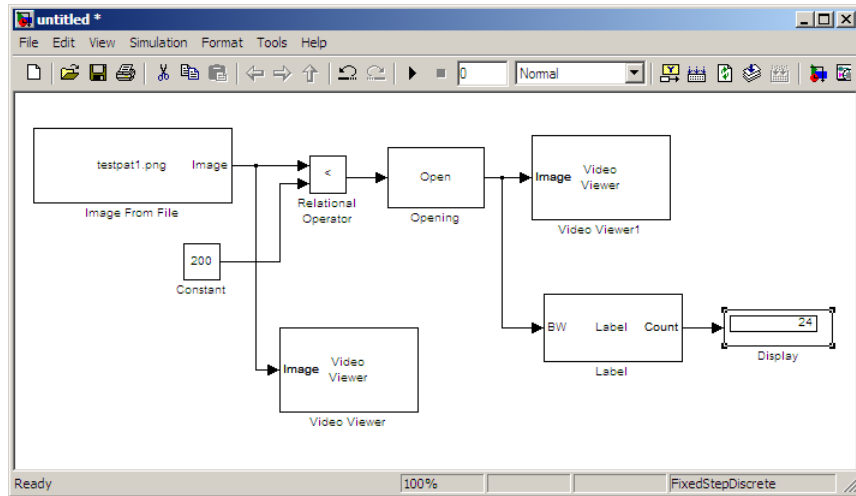 untitled *
File Edit View Simulation Format Tools Help
0 Normal
testpat1.png Image
Image From File
<
Relational
Operator
Open
Opening
Image Video
Viewer
Video Viewer1
200
Constant
BW Label Count
Label
24
Display
Image Video
Viewer
Video Viewer
Ready 100% FixedStepDiscrete